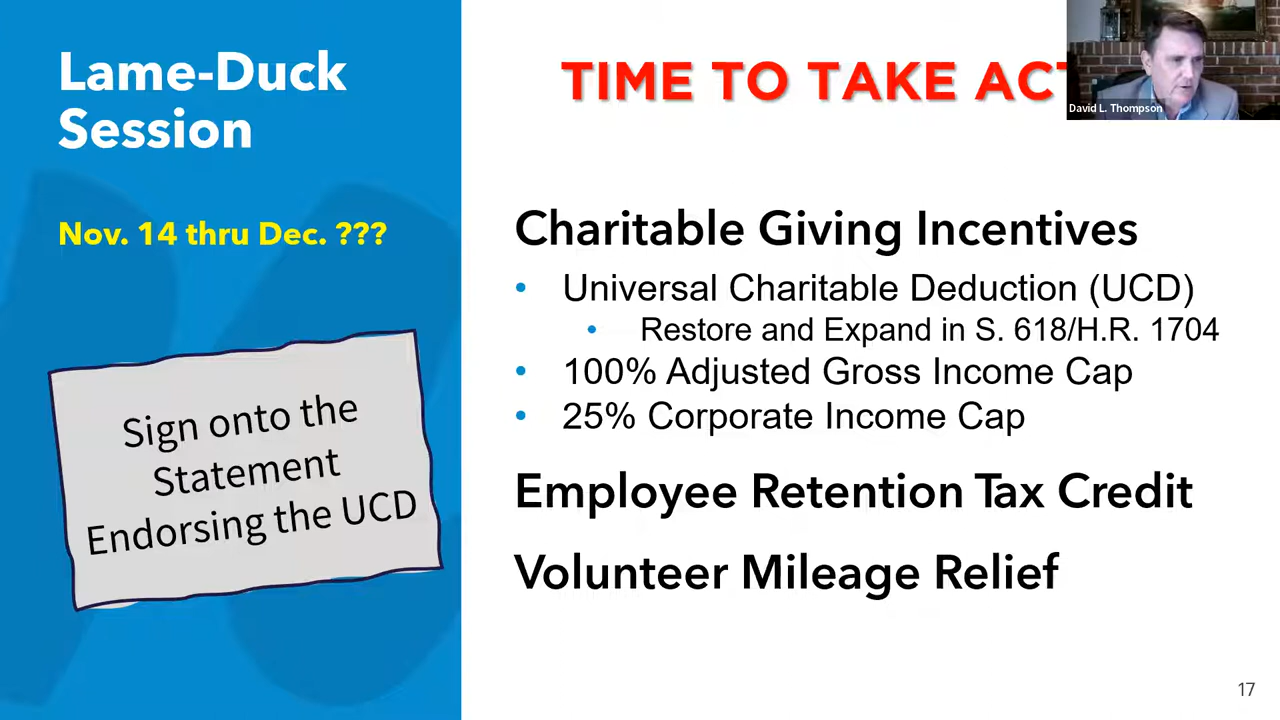 Lame-Duck
Session
Nov. 14 thru Dec. ???
Sign onto the
Statement
Endorsing the UCD
TIME TO TAKE
David L. Thompson
Charitable Giving Incentives
• Universal Charitable Deduction (UCD)
• Restore and Expand in S. 618/H.R. 1704
• 100% Adjusted Gross Income Cap
• 25% Corporate Income Cap
Employee Retention Tax Credit
Volunteer Mileage Relief
17